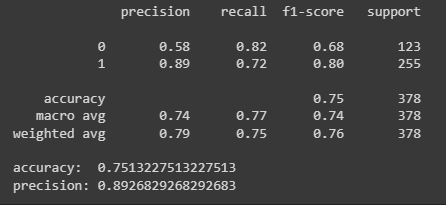 precision recall f1-score support
0 0.58 0.82 0.68 123
1 0.89 0.72 0.80 255
accuracy 0.75 378
macro avg 0.74 0.77 0.74 378
weighted avg 0.79 0.75 0.76 378
accuracy: 0.7513227513227513
precision: 0.8926829268292683